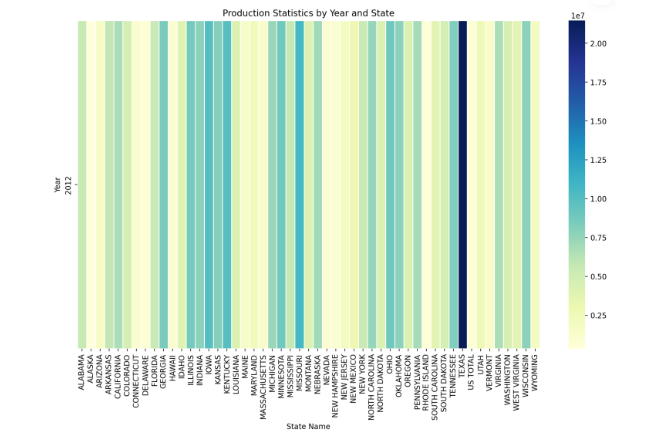 Production Statistics by Year and State
1e7
2.00
1.75
1.50
1.25
1.00
0.75
0.50
0.25
Year
2012
ALABAMA
ALASKA
ARIZONA
ARKANSAS
CALIFORNIA
COLORADO
CONNECTICUT
DELAWARE
FLORIDA
GEORGIA
HAWAII
IDAHO
ILLINOIS
INDIANA
IOWA
KANSAS
KENTUCKY
LOUISIANA
MAINE
MARYLAND
MASSACHUSETTS
MICHIGAN
MINNESOTA
MISSISSIPPI
MISSOURI
MONTANA
NEBRASKA
NEVADA
NEW HAMPSHIRE
NEW JERSEY
NEW MEXICO
NEW YORK
NORTH CAROLINA
NORTH DAKOTA
OHIO
OKLAHOMA
OREGON
PENNSYLVANIA
RHODE ISLAND
SOUTH CAROLINA
SOUTH DAKOTA
TENNESSEE
TEXAS
US TOTAL
UTAH
VERMONT
VIRGINIA
WASHINGTON
WEST VIRGINIA
WISCONSIN
WYOMING
State Name